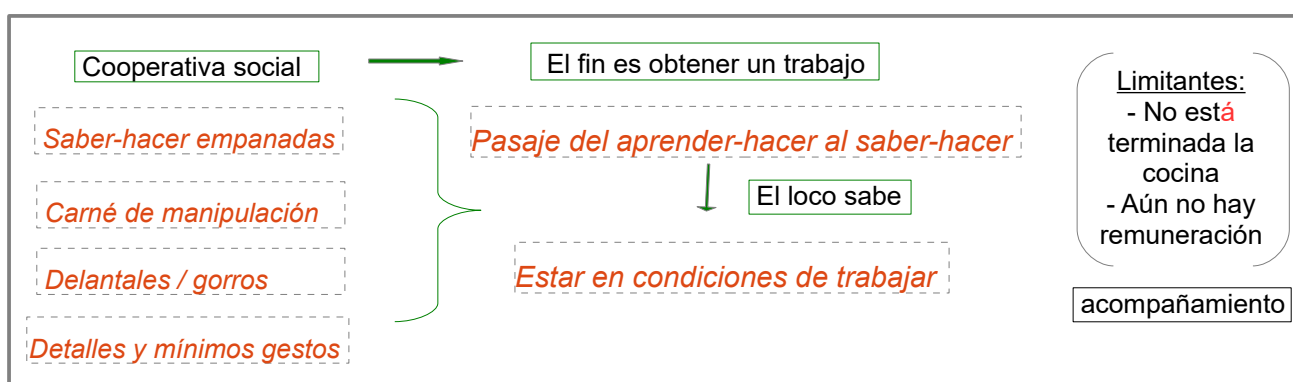 Cooperativa social
El fin es obtener un trabajo
Saber-hacer empanadas
Carné de manipulación
Delantales / gorros
Detalles y mínimos gestos
Pasaje del aprender-hacer al saber-hacer
El loco sabe
Estar en condiciones de trabajar
Limitantes:
- No está
terminada la
cocina
- Aún no hay
remuneración
acompañamiento